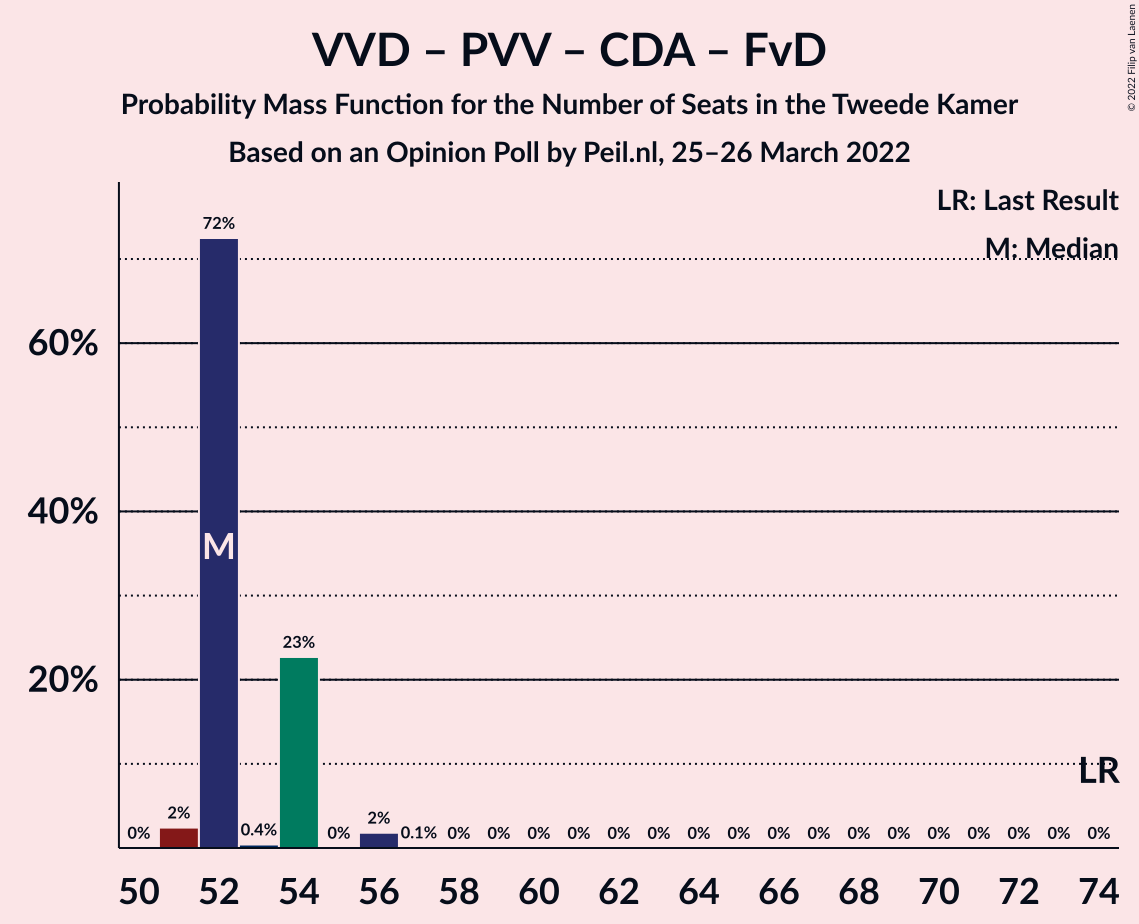 VVD – PVV – CDA – FvD
Probability Mass Function for the Number of Seats in the Tweede Kamer
Based on an Opinion Poll by Peil.nl, 25–26 March 2022
© 2022 Filip van Laenen
LR: Last Result
M: Median
72%
60%
40%
M
23%
20%
LR
0% 2% 0.4% 0% 2% 0.1% 0% 0% 0% 0% 0% 0% 0% 0% 0% 0% 0% 0% 0% 0% 0% 0% 0%
50 52 54 56 58 60 62 64 66 68 70 72 74